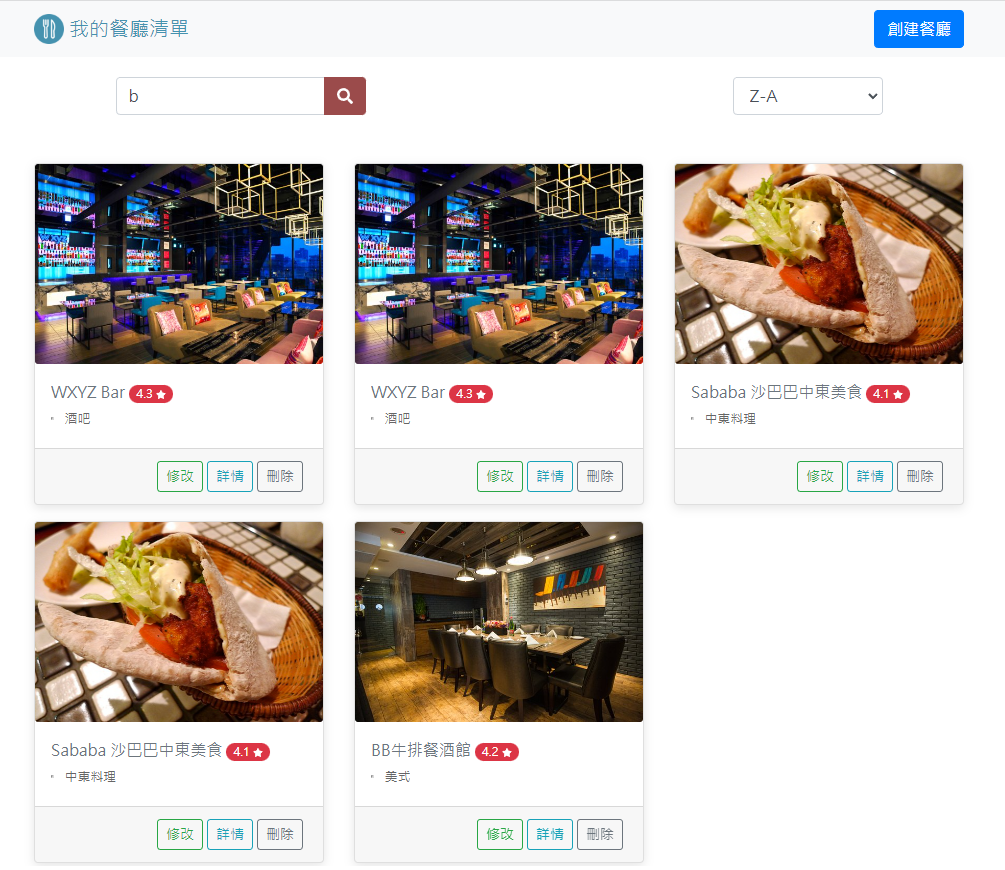 我的餐廳清單
創建餐廳
b
Z-A
WXYZ Bar 4.3
酒吧
修改 詳情 刪除
WXYZ Bar 4.3
酒吧
修改 詳情 刪除
Sababa 沙巴巴中東美食 4.1
中東料理
修改 詳情 刪除
Sababa 沙巴巴中東美食 4.1
中東料理
修改 詳情 刪除
BB牛排餐酒館 4.2
美式
修改 詳情 刪除